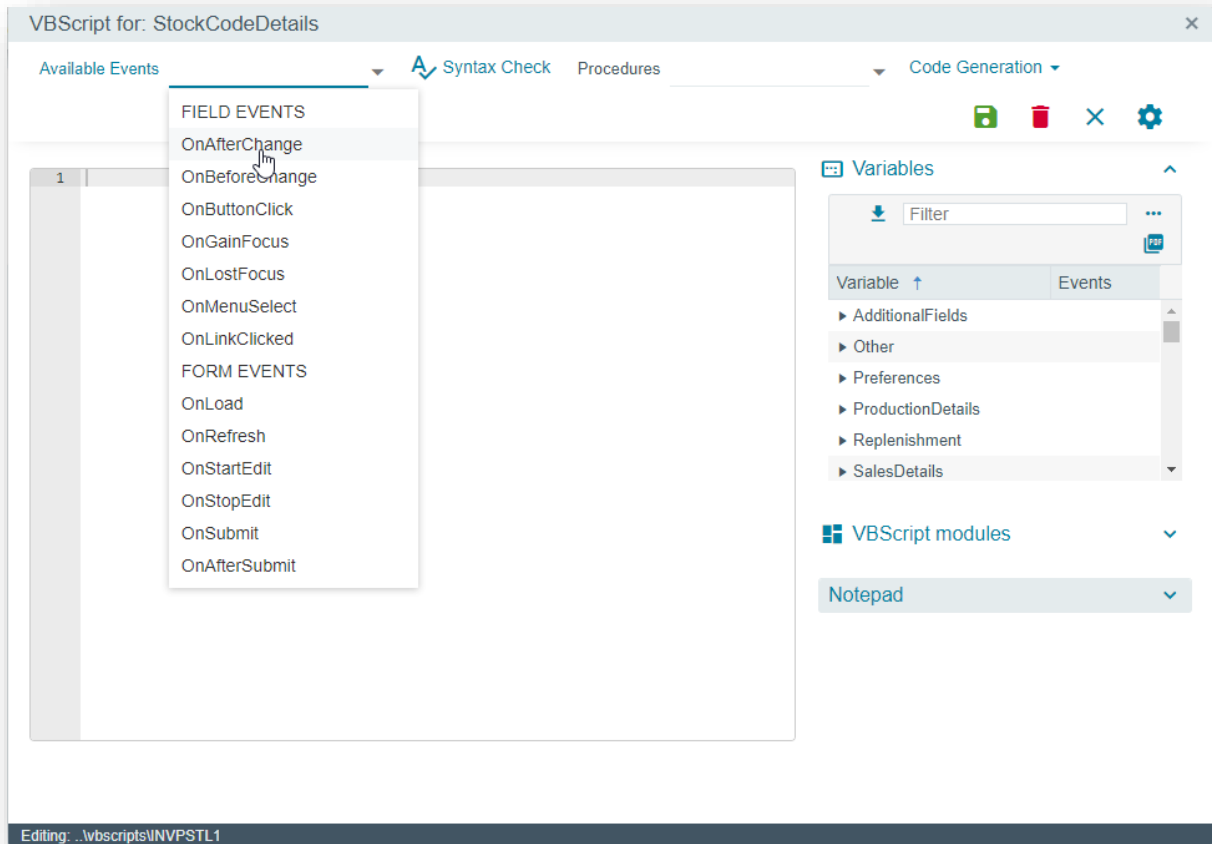 VBScript for: StockCodeDetails
Available Events
Syntax Check
Procedures
Code Generation
FIELD EVENTS
OnAfterChange
OnBeforeChange
OnButtonClick
OnGainFocus
OnLostFocus
OnMenuSelect
OnLinkClicked
FORM EVENTS
OnLoad
OnRefresh
OnStartEdit
OnStopEdit
OnSubmit
OnAfterSubmit
1
Variables
Filter
PDF
Variable Events
AdditionalFields
Other
Preferences
ProductionDetails
Replenishment
SalesDetails
VBScript modules
Notepad
Editing: ..\vbscripts\INVPSTL1